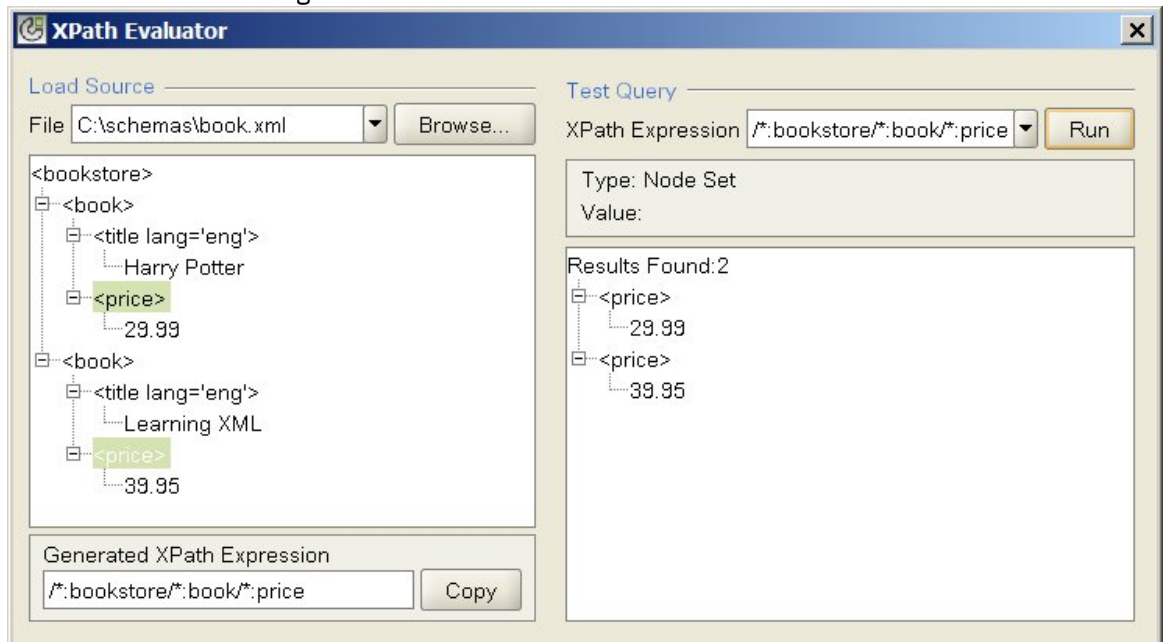 XPath Evaluator
Load Source
File C:\schemas\book.xml Browse...
<bookstore>
<book>
<title lang='eng'>
Harry Potter
<price>
29.99
<book>
<title lang='eng'>
Learning XML
<price>
39.95
Generated XPath Expression
/*:bookstore/*:book/*:price Copy
Test Query
XPath Expression /*:bookstore/*:book/*:price Run
Type: Node Set
Value:
Results Found:2
<price>
29.99
<price>
39.95